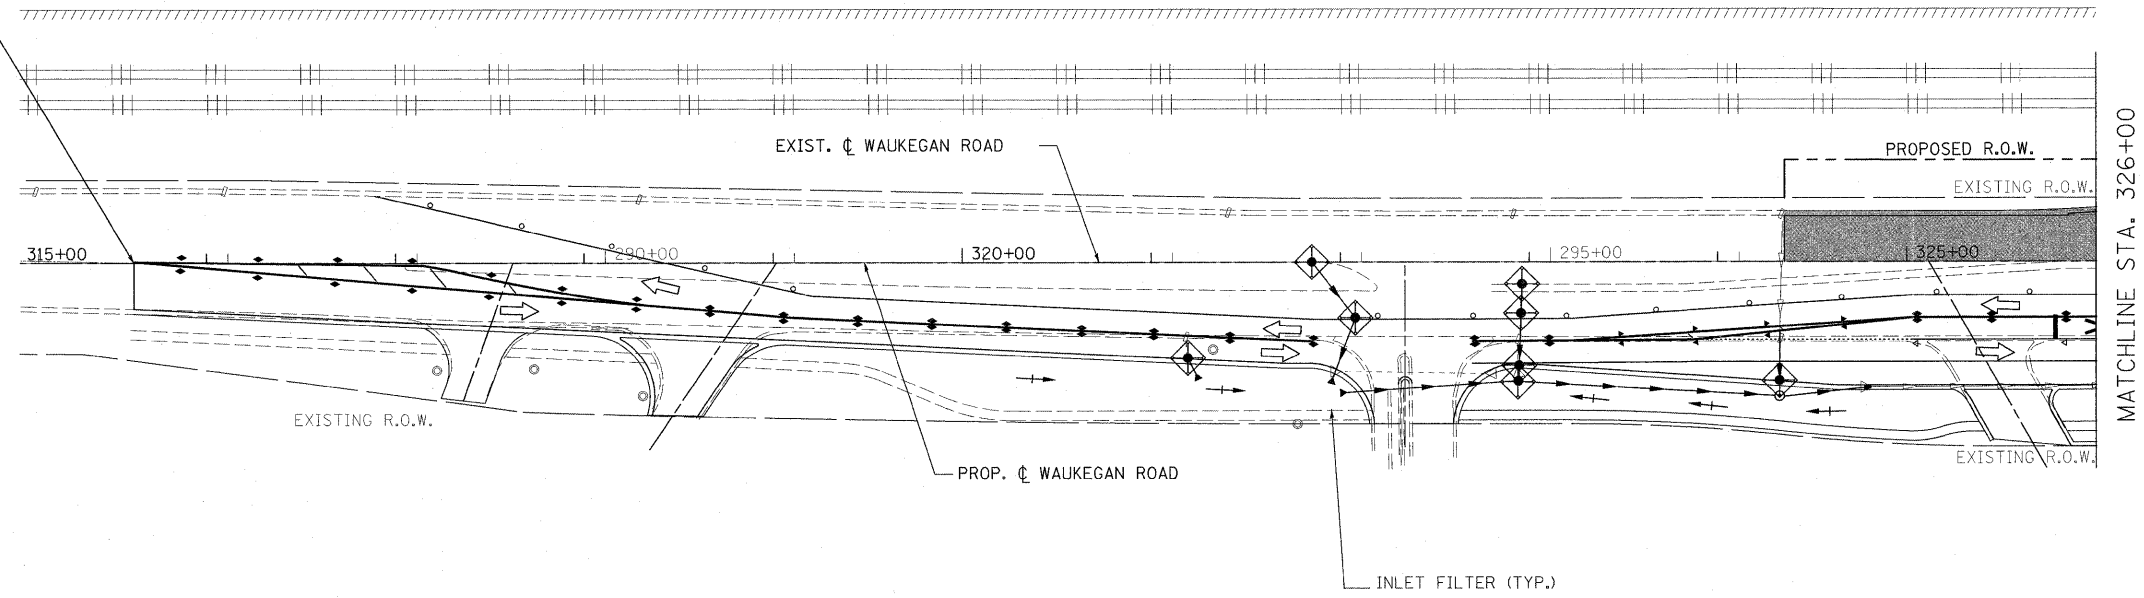 EXIST. ℄ WAUKEGAN ROAD
PROPOSED R.O.W.
EXISTING R.O.W.
315+00
290+00
320+00
295+00
325+00
MATCHLINE STA. 326+00
EXISTING R.O.W.
EXISTING R.O.W.
PROP. ℄ WAUKEGAN ROAD
INLET FILTER (TYP.)